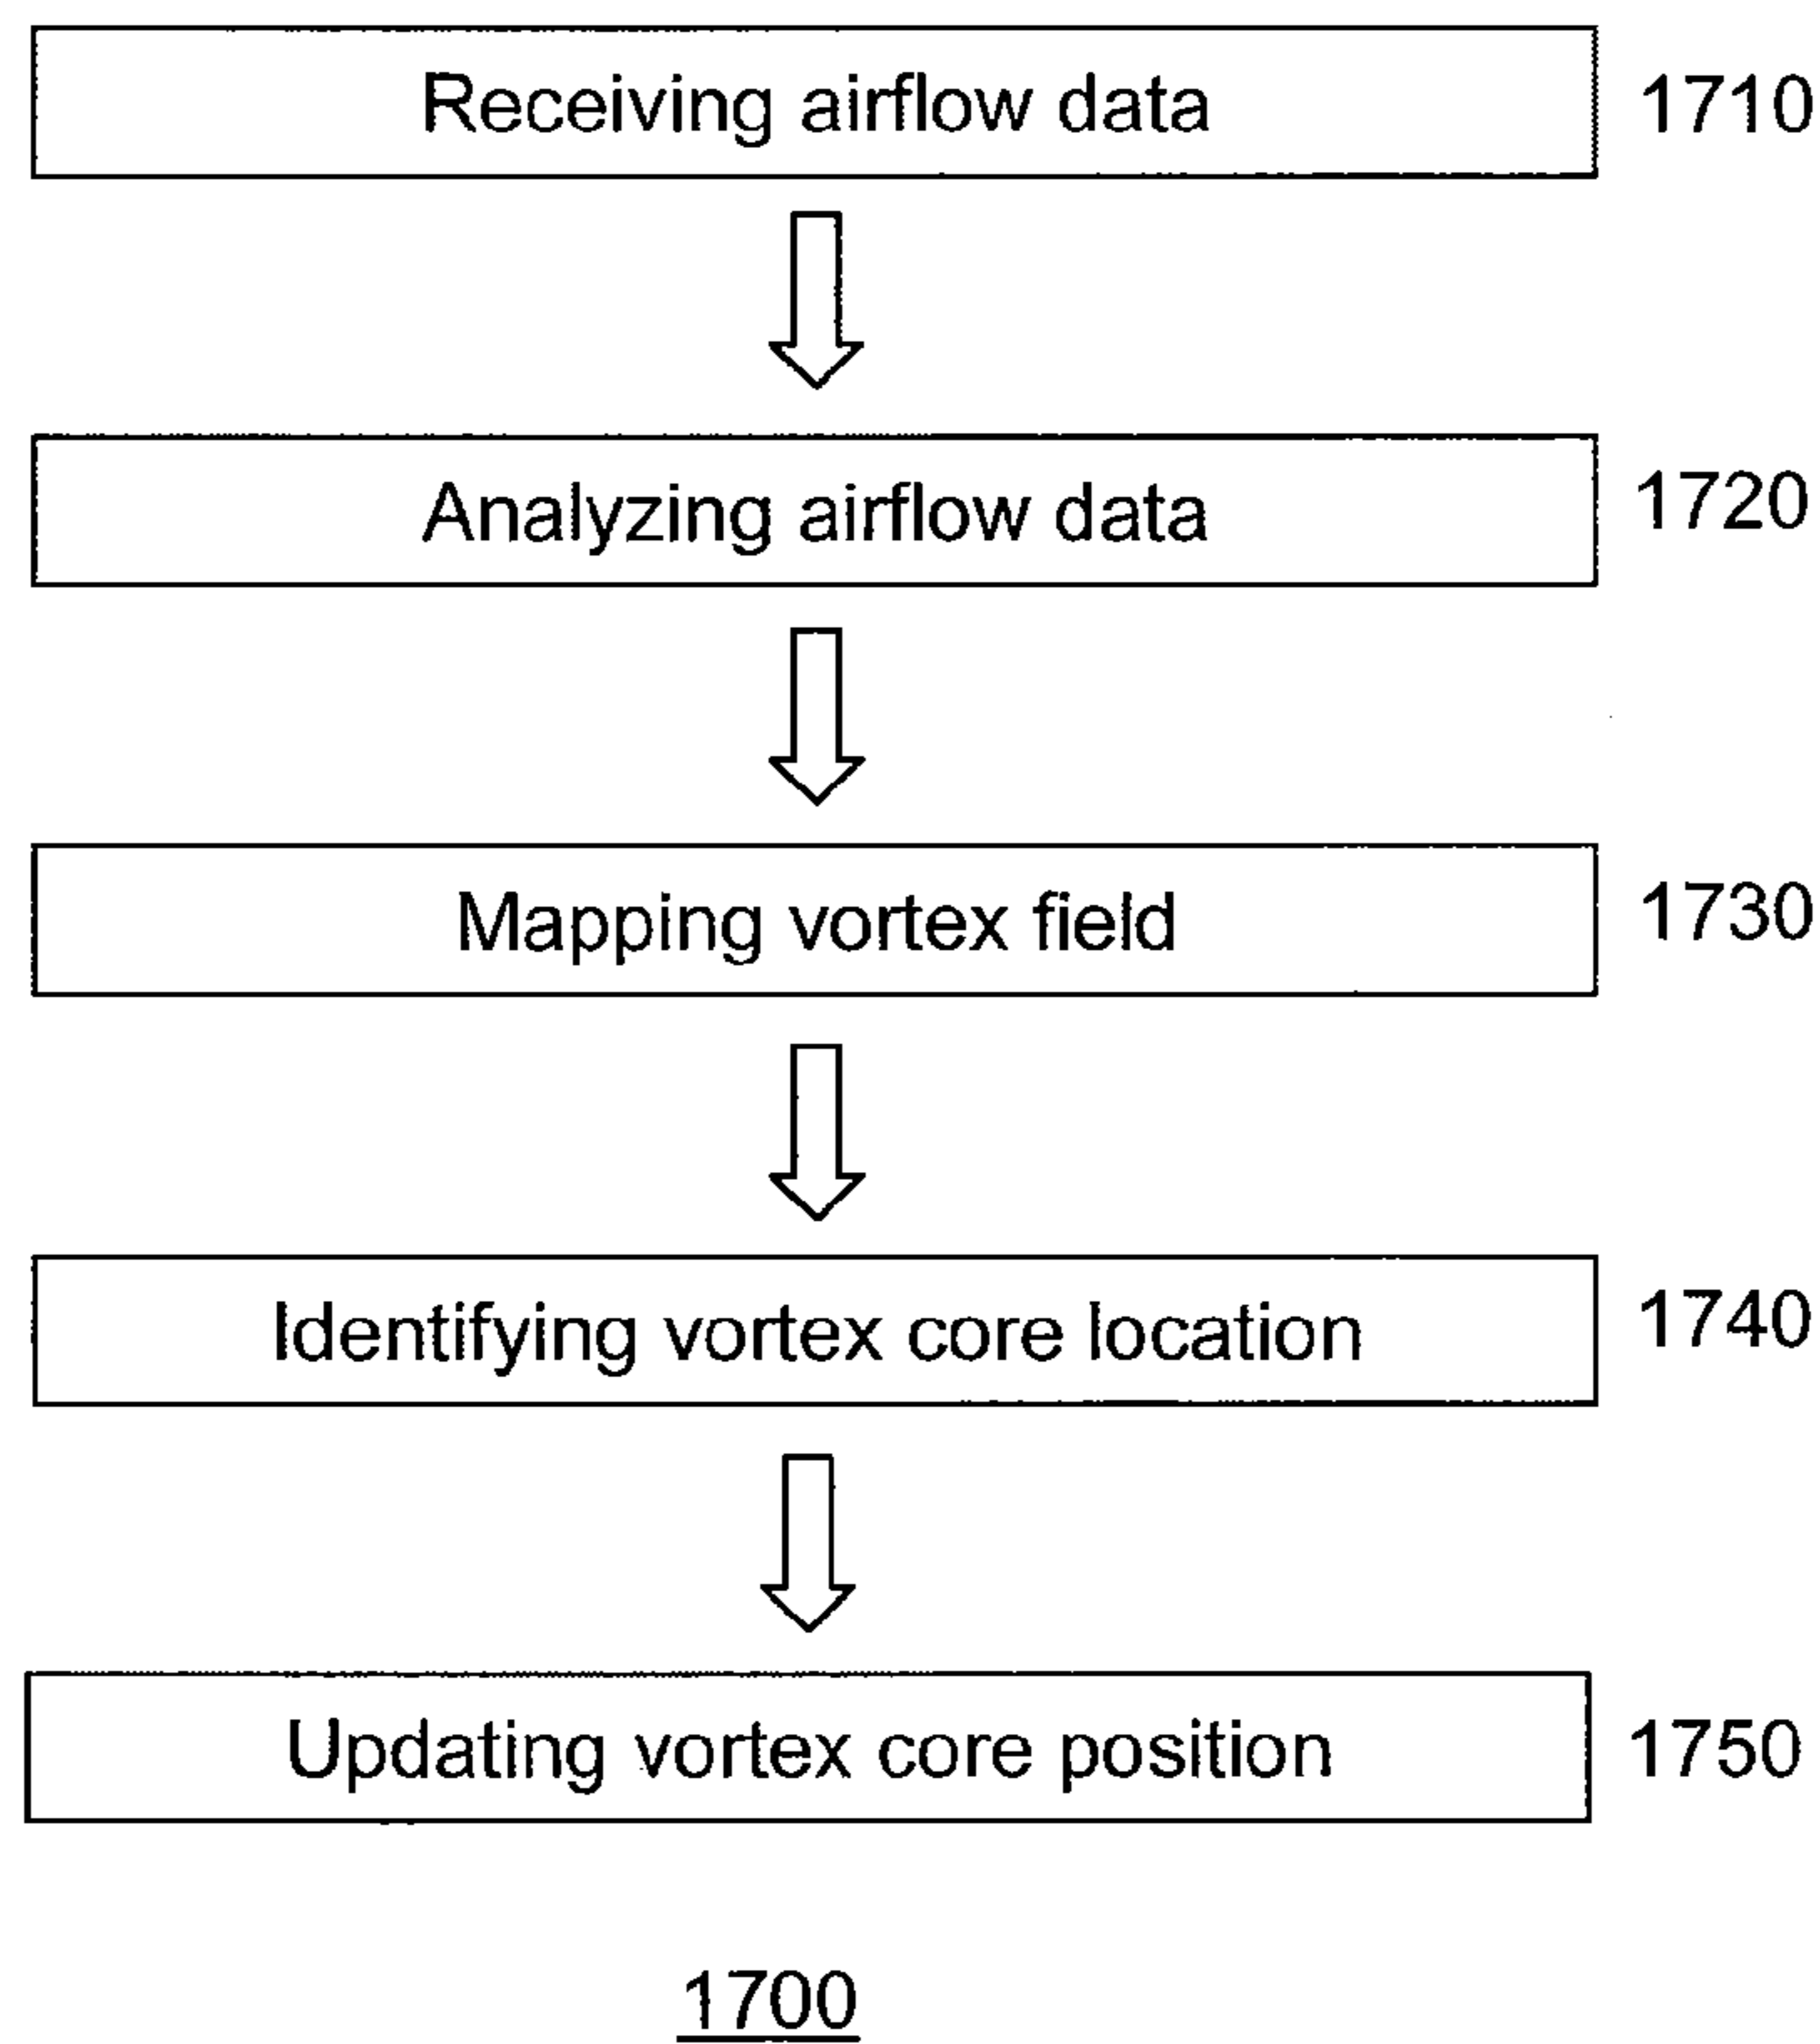 Receiving airflow data 1710
Analyzing airflow data 1720
Mapping vortex field 1730
Identifying vortex core location 1740
Updating vortex core position 1750
1700